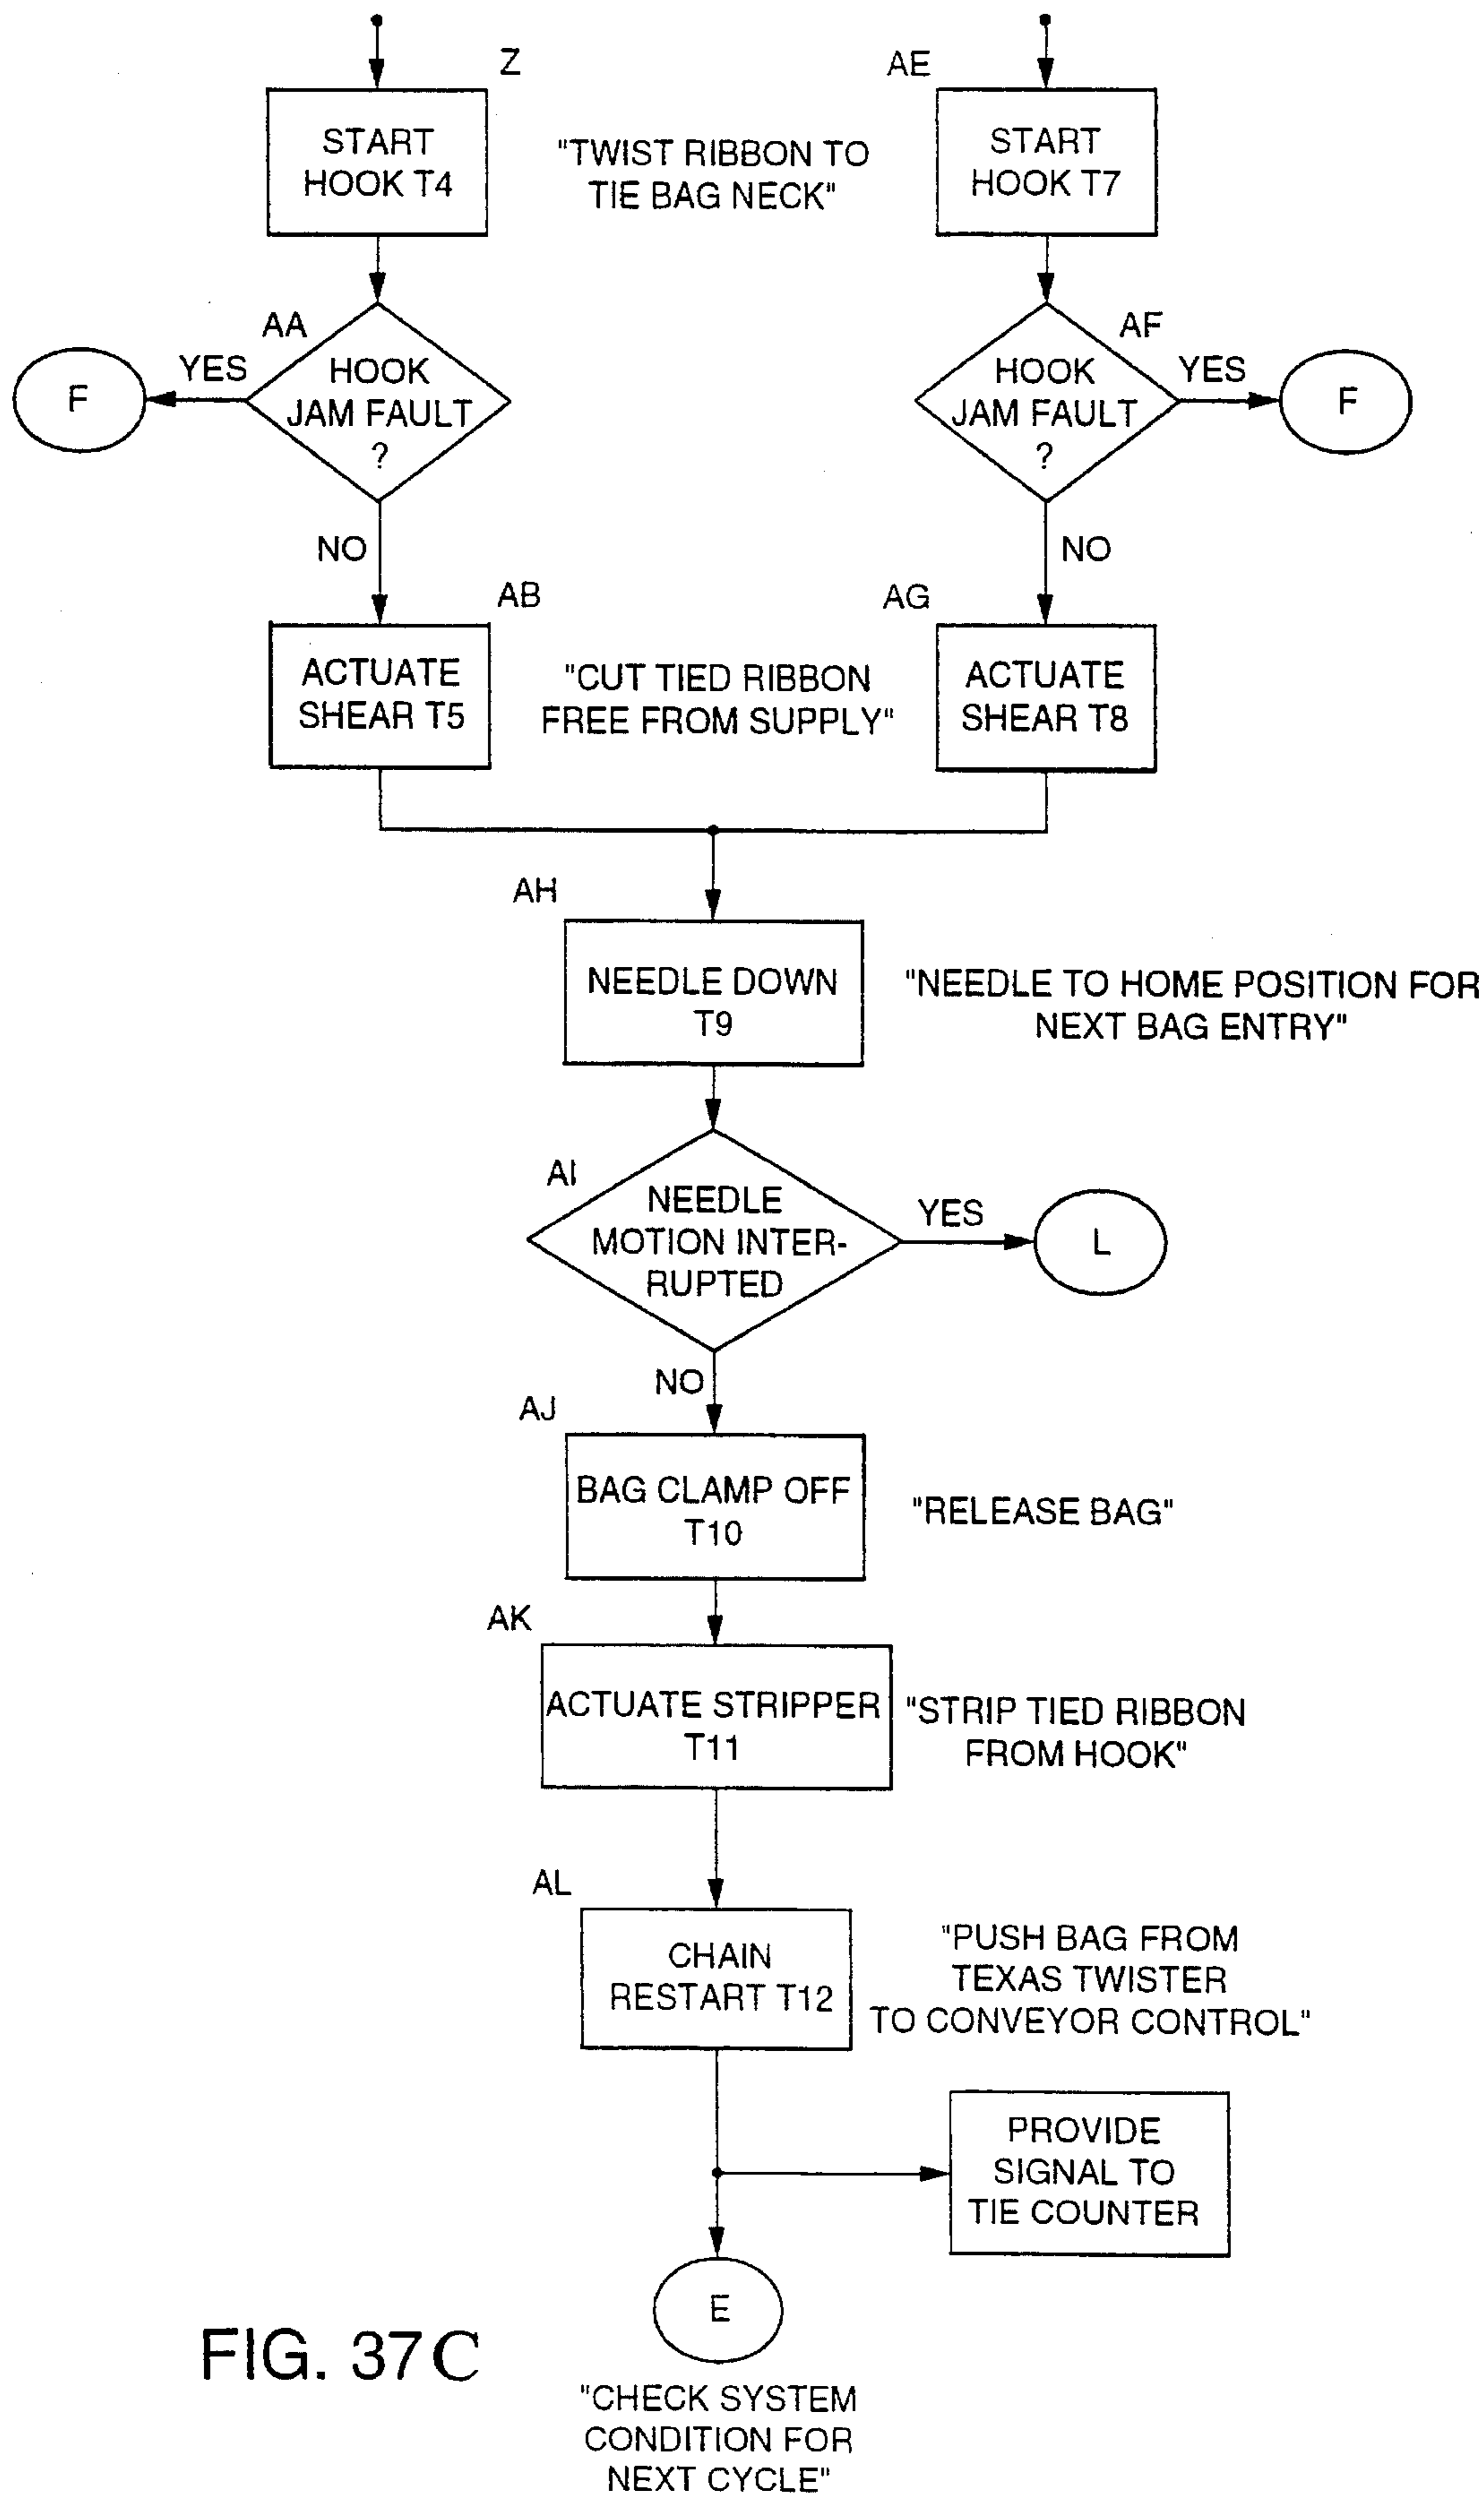 Z
AE
START
HOOK T4
"TWIST RIBBON TO
TIE BAG NECK"
START
HOOK T7
AA
YES
F
HOOK
JAM FAULT
?
AF
YES
F
HOOK
JAM FAULT
?
NO
NO
AB
AG
ACTUATE
SHEAR T5
"CUT TIED RIBBON
FREE FROM SUPPLY"
ACTUATE
SHEAR T8
AH
NEEDLE DOWN
T9
"NEEDLE TO HOME POSITION FOR
NEXT BAG ENTRY"
AI
NEEDLE
MOTION INTER-
RUPTED
YES
L
NO
AJ
BAG CLAMP OFF
T10
"RELEASE BAG"
AK
ACTUATE STRIPPER
T11
"STRIP TIED RIBBON
FROM HOOK"
AL
CHAIN
RESTART T12
"PUSH BAG FROM
TEXAS TWISTER
TO CONVEYOR CONTROL"
PROVIDE
SIGNAL TO
TIE COUNTER
E
FIG. 37C
"CHECK SYSTEM
CONDITION FOR
NEXT CYCLE"